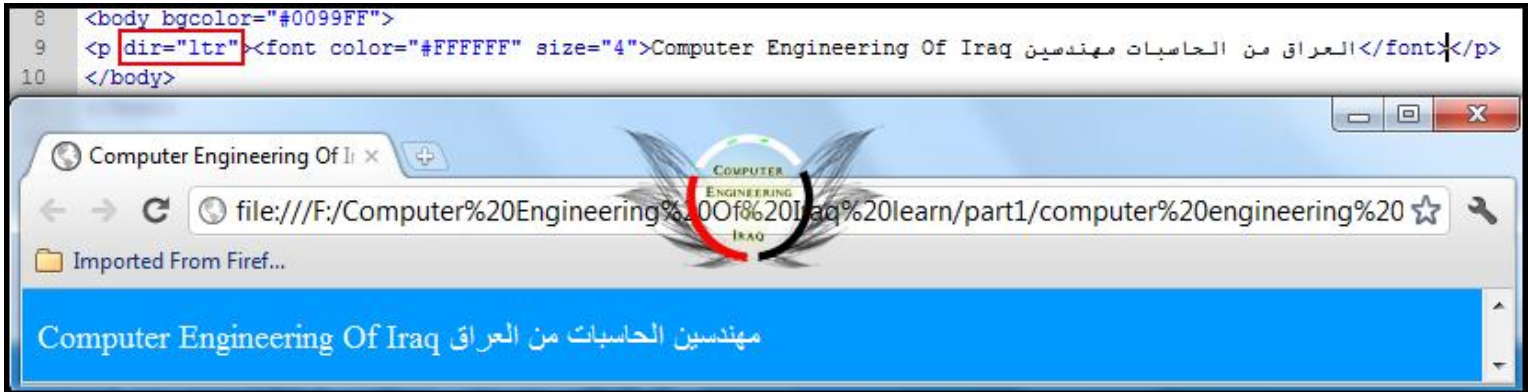 8 <body bgcolor="#0099FF">
9 <p dir="ltr"><font color="#FFFFFF" size="4">Computer Engineering Of Iraq العراق من الحاسبات مهندسين</font></p>
10 </body>
Computer Engineering Of Ir
COMPUTER
ENGINEERING
OF
IRAQ
file:///F:/Computer%20Engineering%20Of%20Iraq%20learn/part1/computer%20engineering%20
Imported From Firef...
Computer Engineering Of Iraq مهندسين الحاسبات من العراق